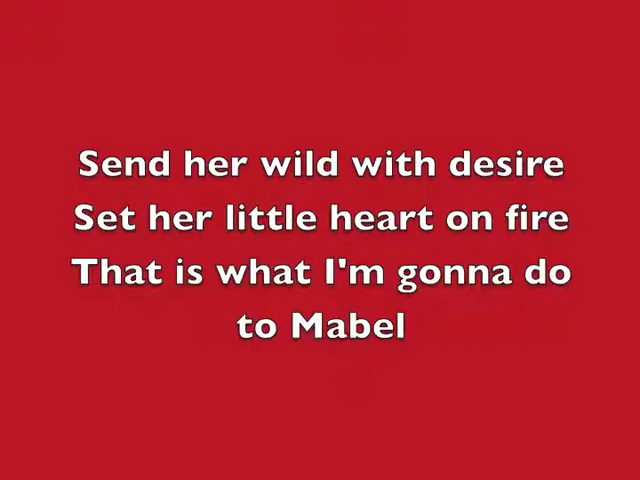 Send her wild with desire
Set her little heart on fire
That is what I'm gonna do
to Mabel